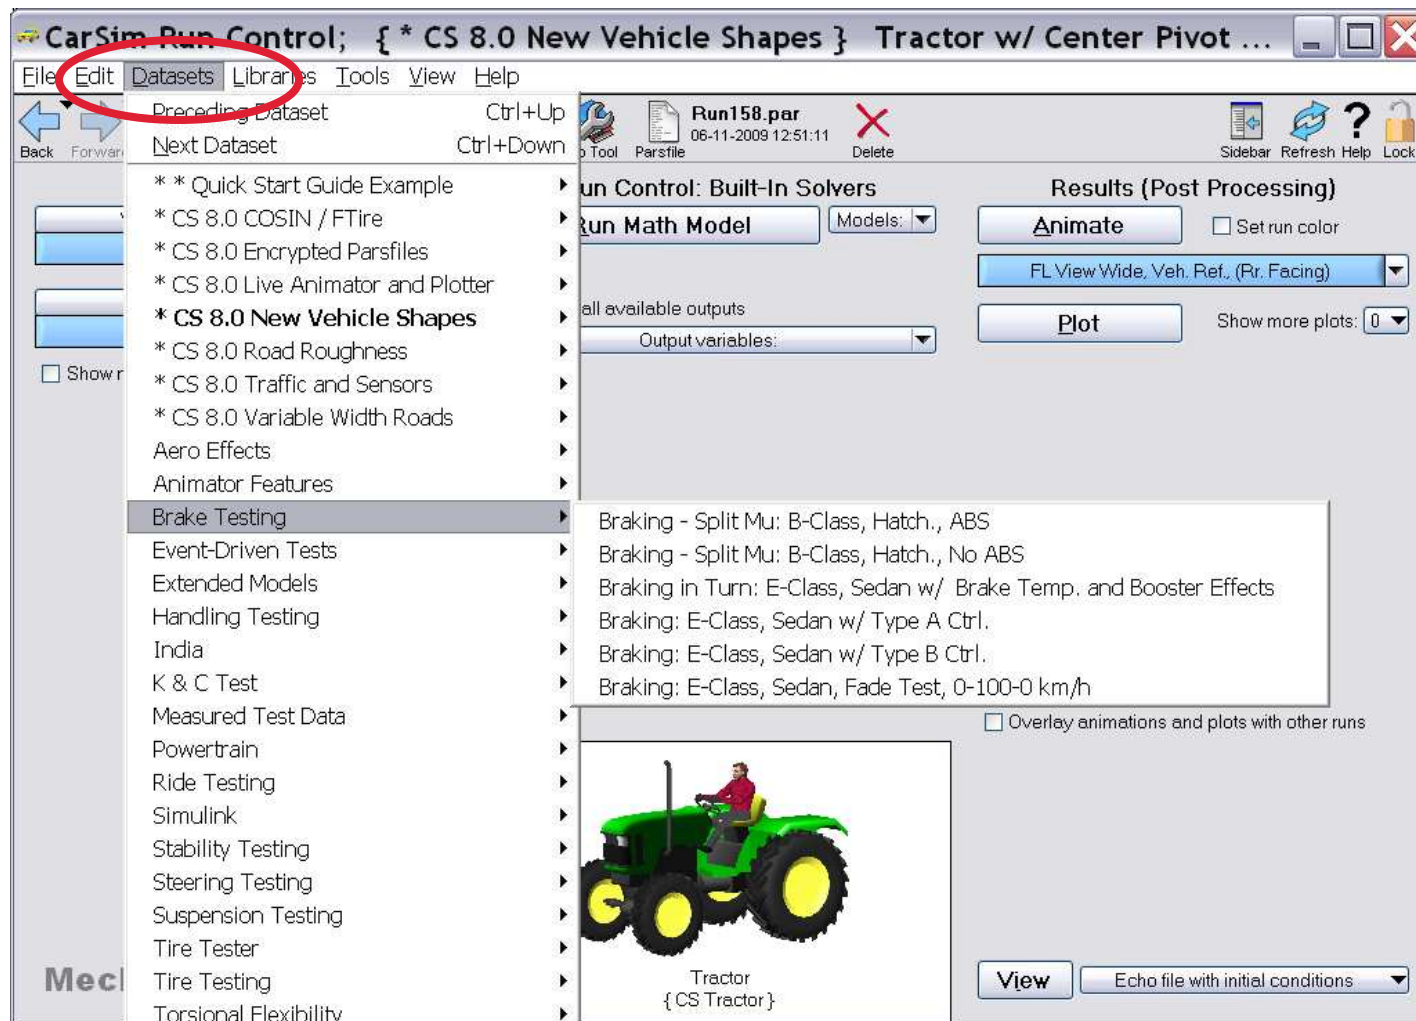 CarSim Run Control; { * CS 8.0 New Vehicle Shapes } Tractor w/ Center Pivot ...
File Edit Datasets Libraries Tools View Help
Preceding Dataset Ctrl+Up
Next Dataset Ctrl+Down
Back Forward Tool Parsfile Run158.par 06-11-2009 12:51:11 Delete Sidebar Refresh Help Lock
* * Quick Start Guide Example
* CS 8.0 COSIN / FTire
* CS 8.0 Encrypted Parsfiles
* CS 8.0 Live Animator and Plotter
* CS 8.0 New Vehicle Shapes
* CS 8.0 Road Roughness
* CS 8.0 Traffic and Sensors
* CS 8.0 Variable Width Roads
Aero Effects
Animator Features
Brake Testing
Event-Driven Tests
Extended Models
Handling Testing
India
K & C Test
Measured Test Data
Powertrain
Ride Testing
Simulink
Stability Testing
Steering Testing
Suspension Testing
Tire Tester
Tire Testing
Torsional Flexibility
Braking - Split Mu: B-Class, Hatch., ABS
Braking - Split Mu: B-Class, Hatch., No ABS
Braking in Turn: E-Class, Sedan w/ Brake Temp. and Booster Effects
Braking: E-Class, Sedan w/ Type A Ctrl.
Braking: E-Class, Sedan w/ Type B Ctrl.
Braking: E-Class, Sedan, Fade Test, 0-100-0 km/h
Show
un Control: Built-In Solvers
Run Math Model Models:
all available outputs
Output variables:
Results (Post Processing)
Animate Set run color
FL View Wide, Veh. Ref., (Rr. Facing)
Plot Show more plots: 0
Overlay animations and plots with other runs
Tractor
{ CS Tractor }
Mecl
View Echo file with initial conditions